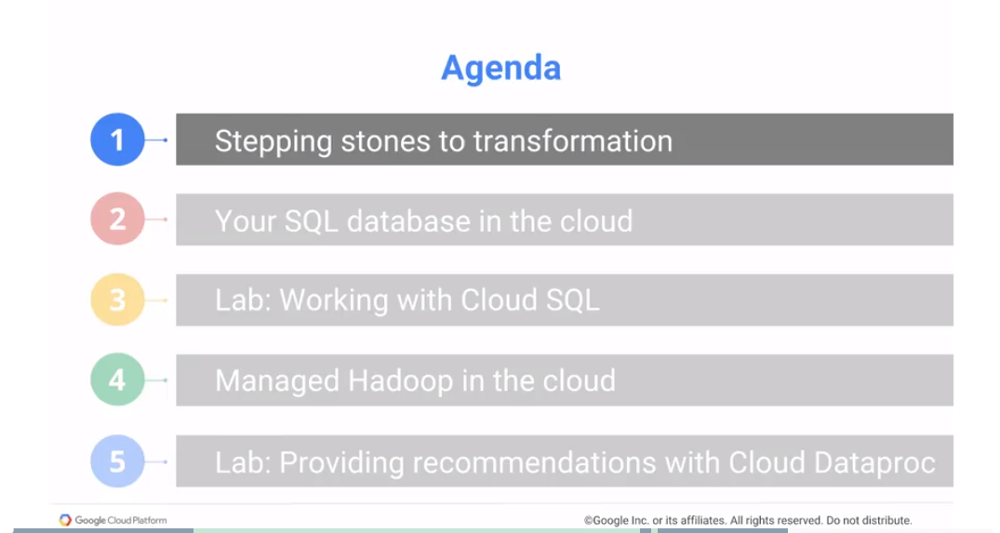 Agenda
1 Stepping stones to transformation
2 Your SQL database in the cloud
3 Lab: Working with Cloud SQL
4 Managed Hadoop in the cloud
5 Lab: Providing recommendations with Cloud Dataproc
Google Cloud Platform ©Google Inc. or its affiliates. All rights reserved. Do not distribute.